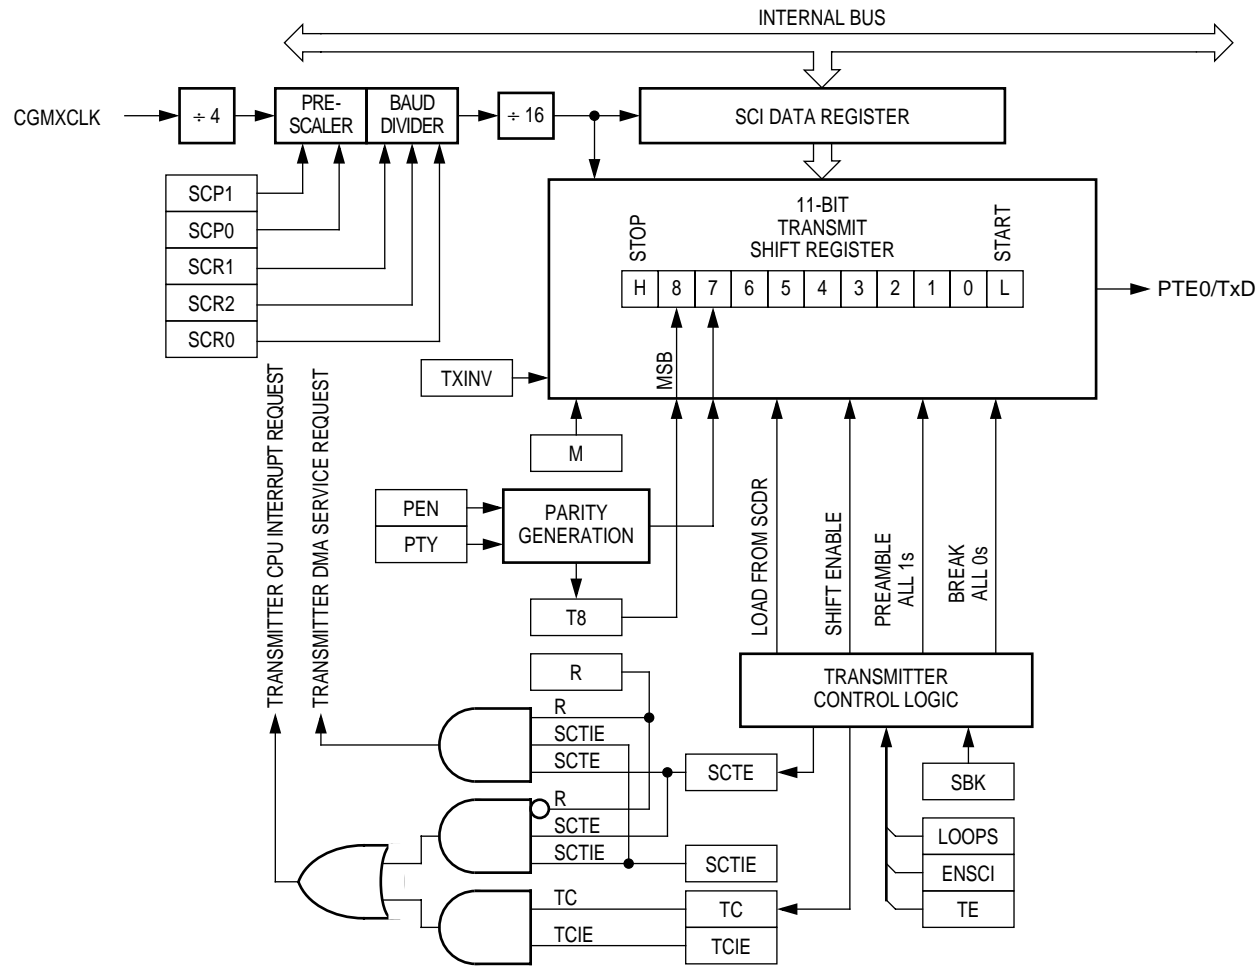 INTERNAL BUS
CGMXCLK
÷ 4
PRE-
SCALER
BAUD
DIVIDER
÷ 16
SCI DATA REGISTER
SCP1
SCP0
SCR1
SCR2
SCR0
11-BIT
TRANSMIT
SHIFT REGISTER
STOP
START
H 8 7 6 5 4 3 2 1 0 L
PTE0/TxD
TXINV
MSB
M
PEN
PTY
PARITY
GENERATION
T8
LOAD FROM SCDR
SHIFT ENABLE
PREAMBLE
ALL 1s
BREAK
ALL 0s
TRANSMITTER CPU INTERRUPT REQUEST
TRANSMITTER DMA SERVICE REQUEST
R
TRANSMITTER
CONTROL LOGIC
R
SCTIE
SCTE
SCTE
SBK
R
SCTE
SCTIE
SCTIE
LOOPS
ENSCI
TE
TC
TC
TCIE
TCIE